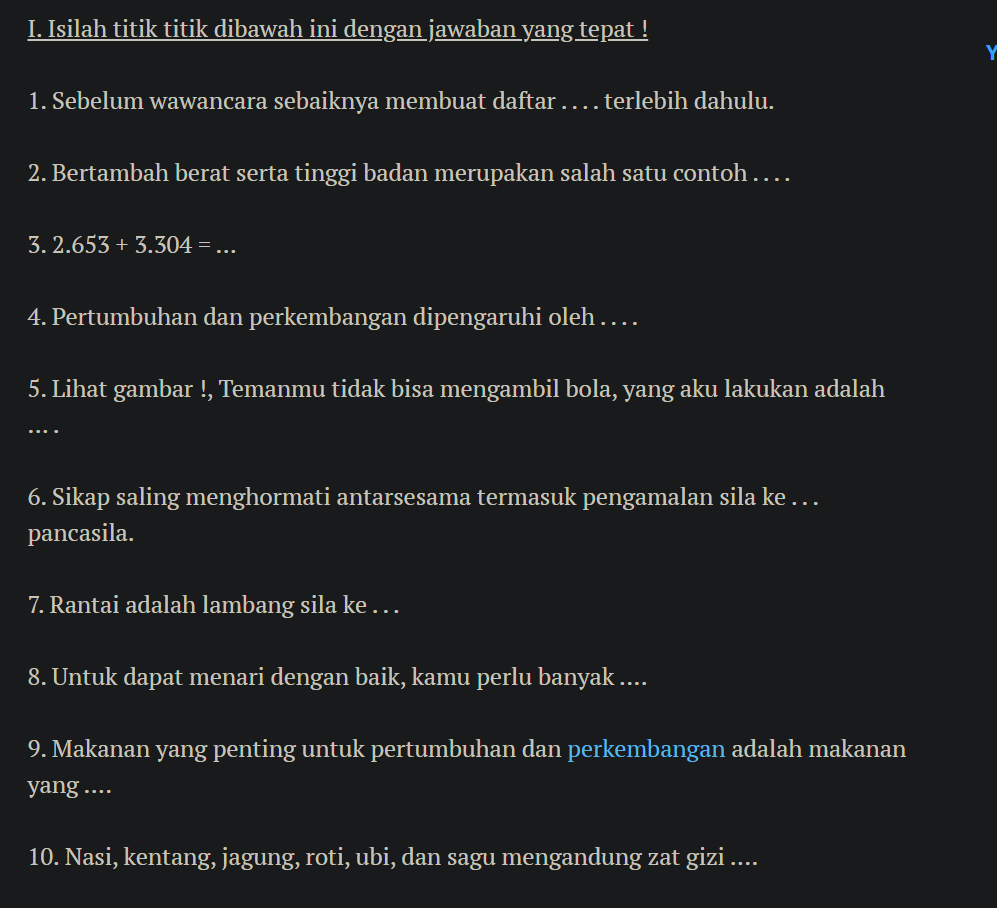 I. Isilah titik titik dibawah ini dengan jawaban yang tepat !
Y
1. Sebelum wawancara sebaiknya membuat daftar . . . . terlebih dahulu.
2. Bertambah berat serta tinggi badan merupakan salah satu contoh . . . .
3. 2.653 + 3.304 = ...
4. Pertumbuhan dan perkembangan dipengaruhi oleh . . . .
5. Lihat gambar !, Temanmu tidak bisa mengambil bola, yang aku lakukan adalah
... .
6. Sikap saling menghormati antarsesama termasuk pengamalan sila ke . . .
pancasila.
7. Rantai adalah lambang sila ke . . .
8. Untuk dapat menari dengan baik, kamu perlu banyak ....
9. Makanan yang penting untuk pertumbuhan dan perkembangan adalah makanan
yang ....
10. Nasi, kentang, jagung, roti, ubi, dan sagu mengandung zat gizi ....